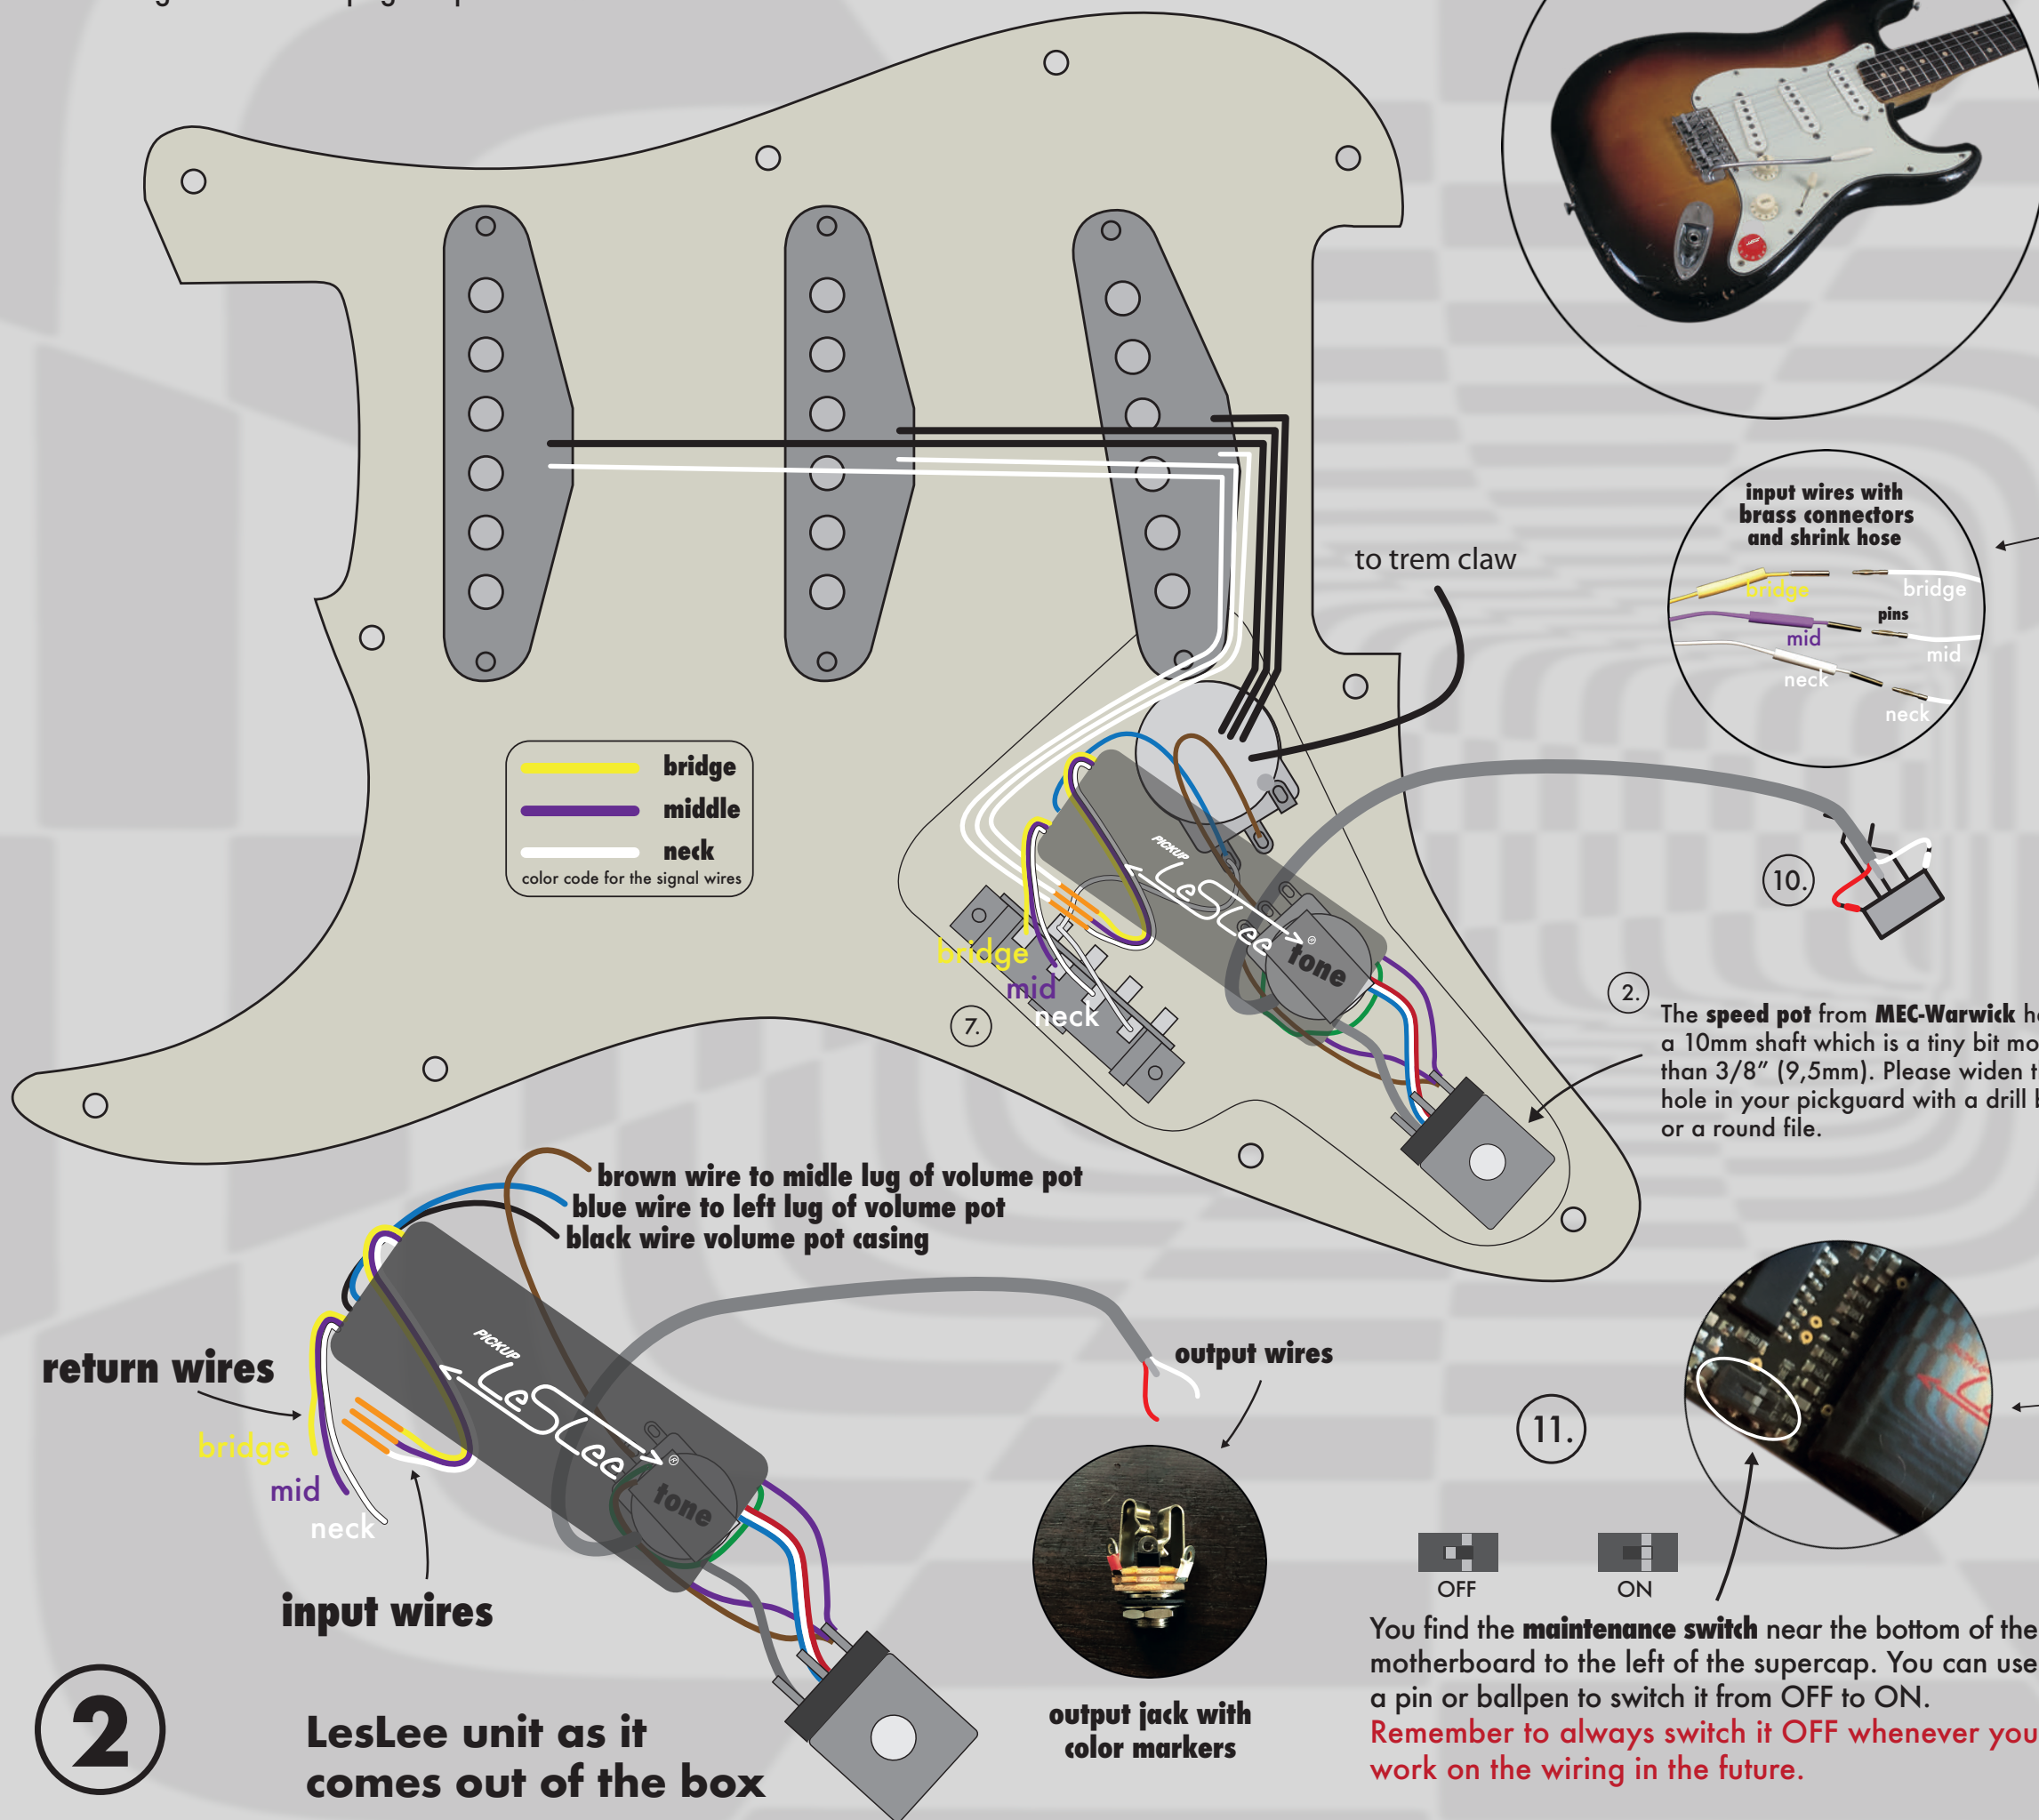 to trem claw
input wires with
brass connectors
and shrink hose
bridge
bridge
pins
mid
mid
neck
neck
bridge
middle
neck
color code for the signal wires
PICKUP
LeSLee
®
tone
bridge
mid
neck
7.
10.
2.
The speed pot from MEC-Warwick
a 10mm shaft which is a tiny bit
than 3/8" (9,5mm). Please widen
hole in your pickguard with a drill
or a round file.
brown wire to midle lug of volume pot
blue wire to left lug of volume pot
black wire volume pot casing
return wires
bridge
mid
neck
input wires
PICKUP
LeSLee
®
tone
output wires
11.
OFF
ON
You find the maintenance switch near the bottom of the
motherboard to the left of the supercap. You can use
a pin or ballpen to switch it from OFF to ON.
Remember to always switch it OFF whenever you
work on the wiring in the future.
output jack with
color markers
2
LesLee unit as it
comes out of the box